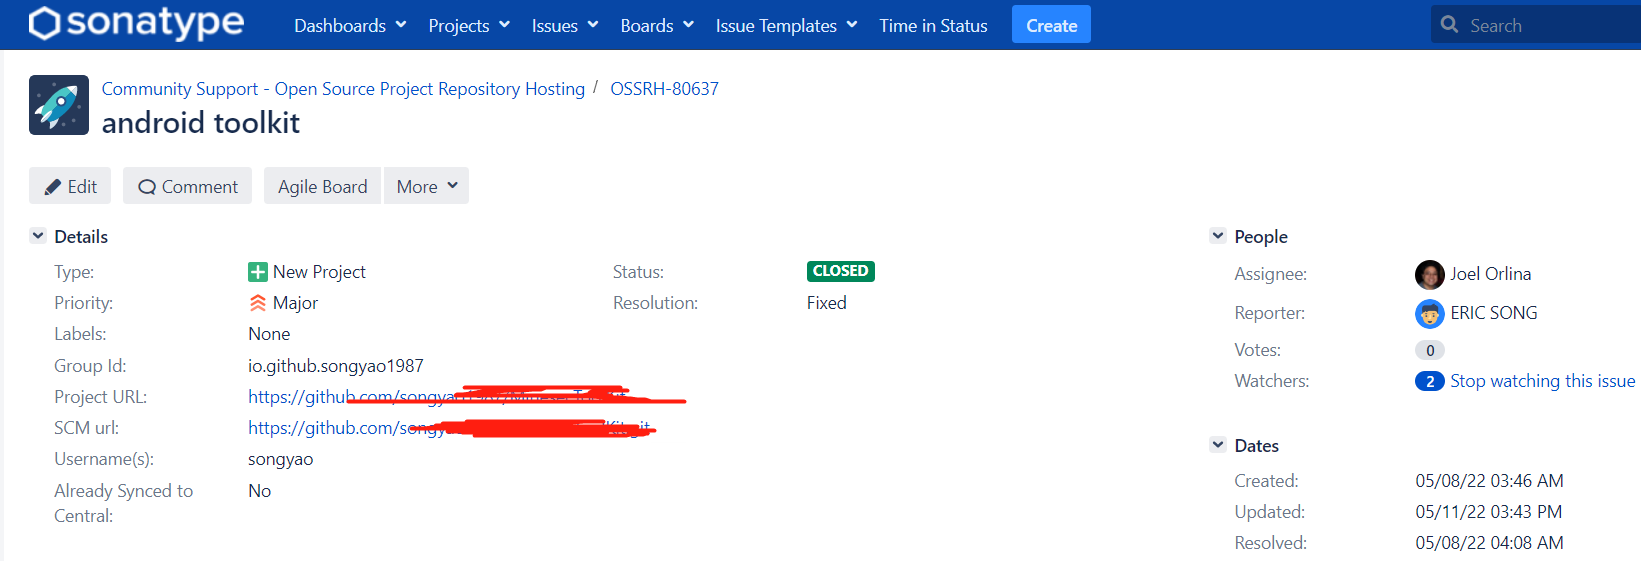 sonatype Dashboards Projects Issues Boards Issue Templates Time in Status Create Search
Community Support - Open Source Project Repository Hosting / OSSRH-80637
android toolkit
Edit Comment Agile Board More
Details
Type: New Project Status: CLOSED
Priority: Major Resolution: Fixed
Labels: None
Group Id: io.github.songyao1987
Project URL: https://github.com/
SCM url: https://github.com/
Username(s): songyao
Already Synced to Central: No
People
Assignee: Joel Orlina
Reporter: ERIC SONG
Votes: 0
Watchers: 2 Stop watching this issue
Dates
Created: 05/08/22 03:46 AM
Updated: 05/11/22 03:43 PM
Resolved: 05/08/22 04:08 AM